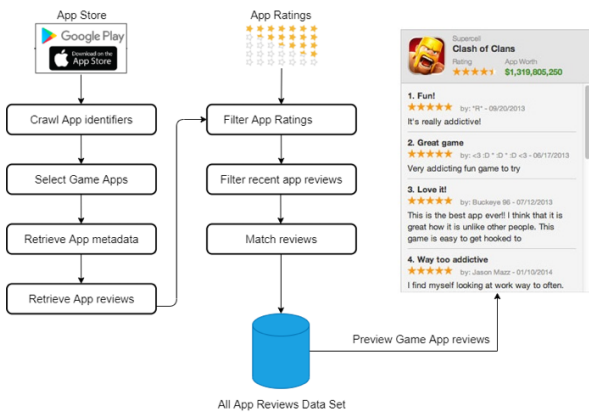 App Store
Google Play
Download on the
App Store
Crawl App identifiers
Select Game Apps
Retrieve App metadata
Retrieve App reviews
App Ratings
Filter App Ratings
Filter recent app reviews
Match reviews
All App Reviews Data Set
Preview Game App reviews
Supercell
Clash of Clans
Rating App Worth
$1,319,805,250
1. Fun!
by: "R" - 09/20/2013
It's really addictive!
2. Great game
by: <3 :D " :D " :D <3 - 06/17/2013
Very addicting fun game to try
3. Love it!
by: Buckeye 96 - 07/12/2013
This is the best app ever!! I think that it is
great how it is unlike other people. This
game is easy to get hooked to
4. Way too addictive
by: Jason Mazz - 01/10/2014
I find myself looking at work way to often.